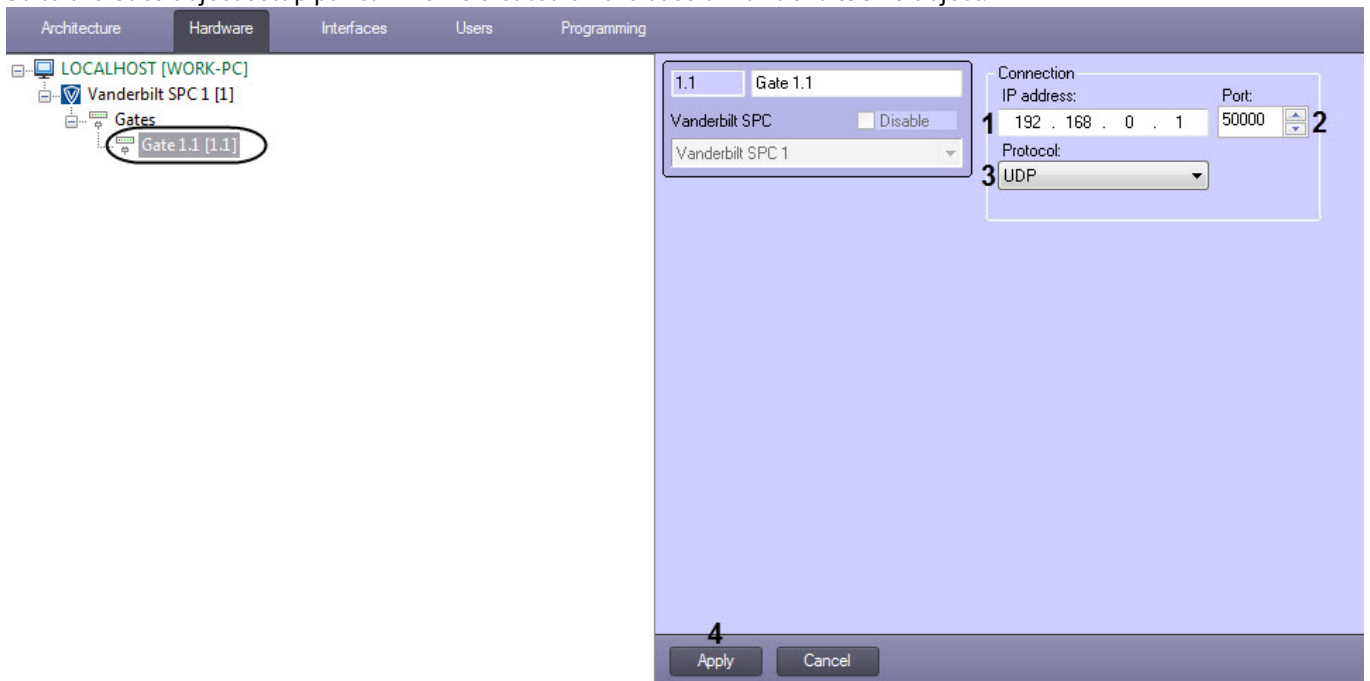 Architecture Hardware Interfaces Users Programming
LOCALHOST [WORK-PC]
Vanderbilt SPC 1 [1]
Gates
Gate 1.1 [1.1]
1.1 Gate 1.1
Vanderbilt SPC Disable
Vanderbilt SPC 1
Connection
IP address: Port:
1 192 . 168 . 0 . 1 50000 2
Protocol:
3 UDP
4
Apply Cancel